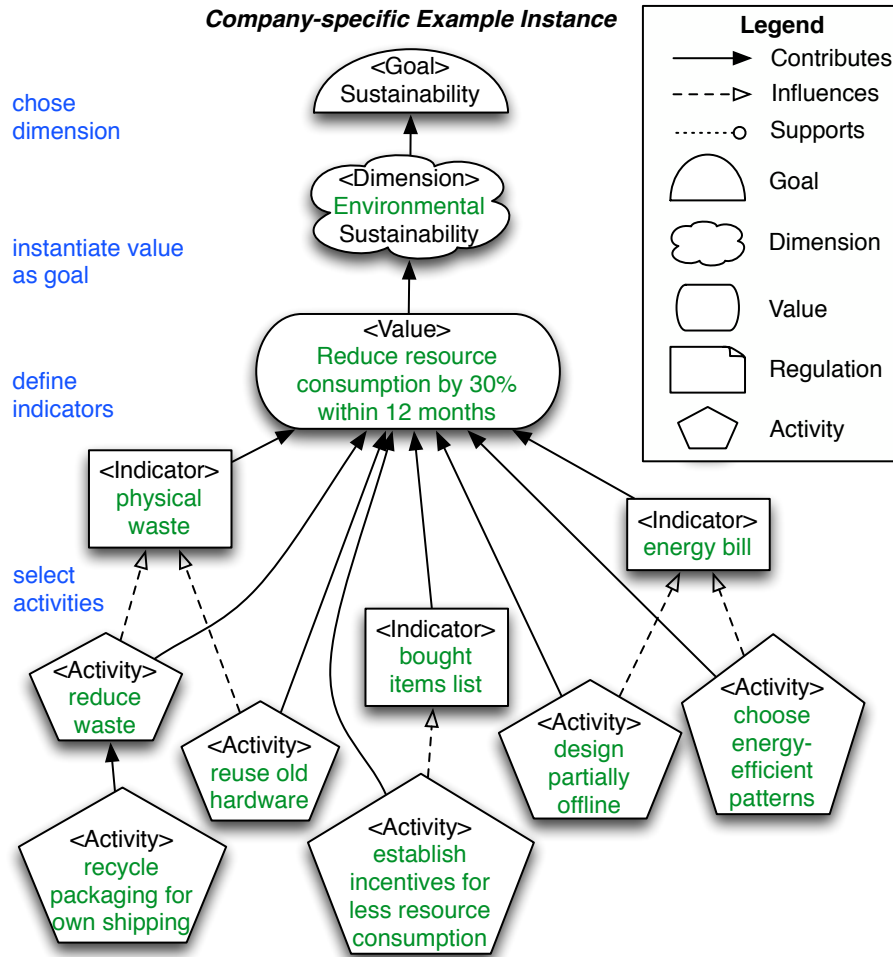 Company-specific Example Instance
<Goal>
Sustainability
<Dimension>
Environmental
Sustainability
<Value>
Reduce resource
consumption by 30%
within 12 months
chose
dimension
instantiate value
as goal
define
indicators
select
activities
<Indicator>
physical
waste
<Indicator>
energy bill
<Indicator>
bought
items list
<Activity>
reduce
waste
<Activity>
reuse old
hardware
<Activity>
design
partially
offline
<Activity>
choose
energy-
efficient
patterns
<Activity>
recycle
packaging for
own shipping
<Activity>
establish
incentives for
less resource
consumption
Legend
Contributes
Influences
Supports
Goal
Dimension
Value
Regulation
Activity